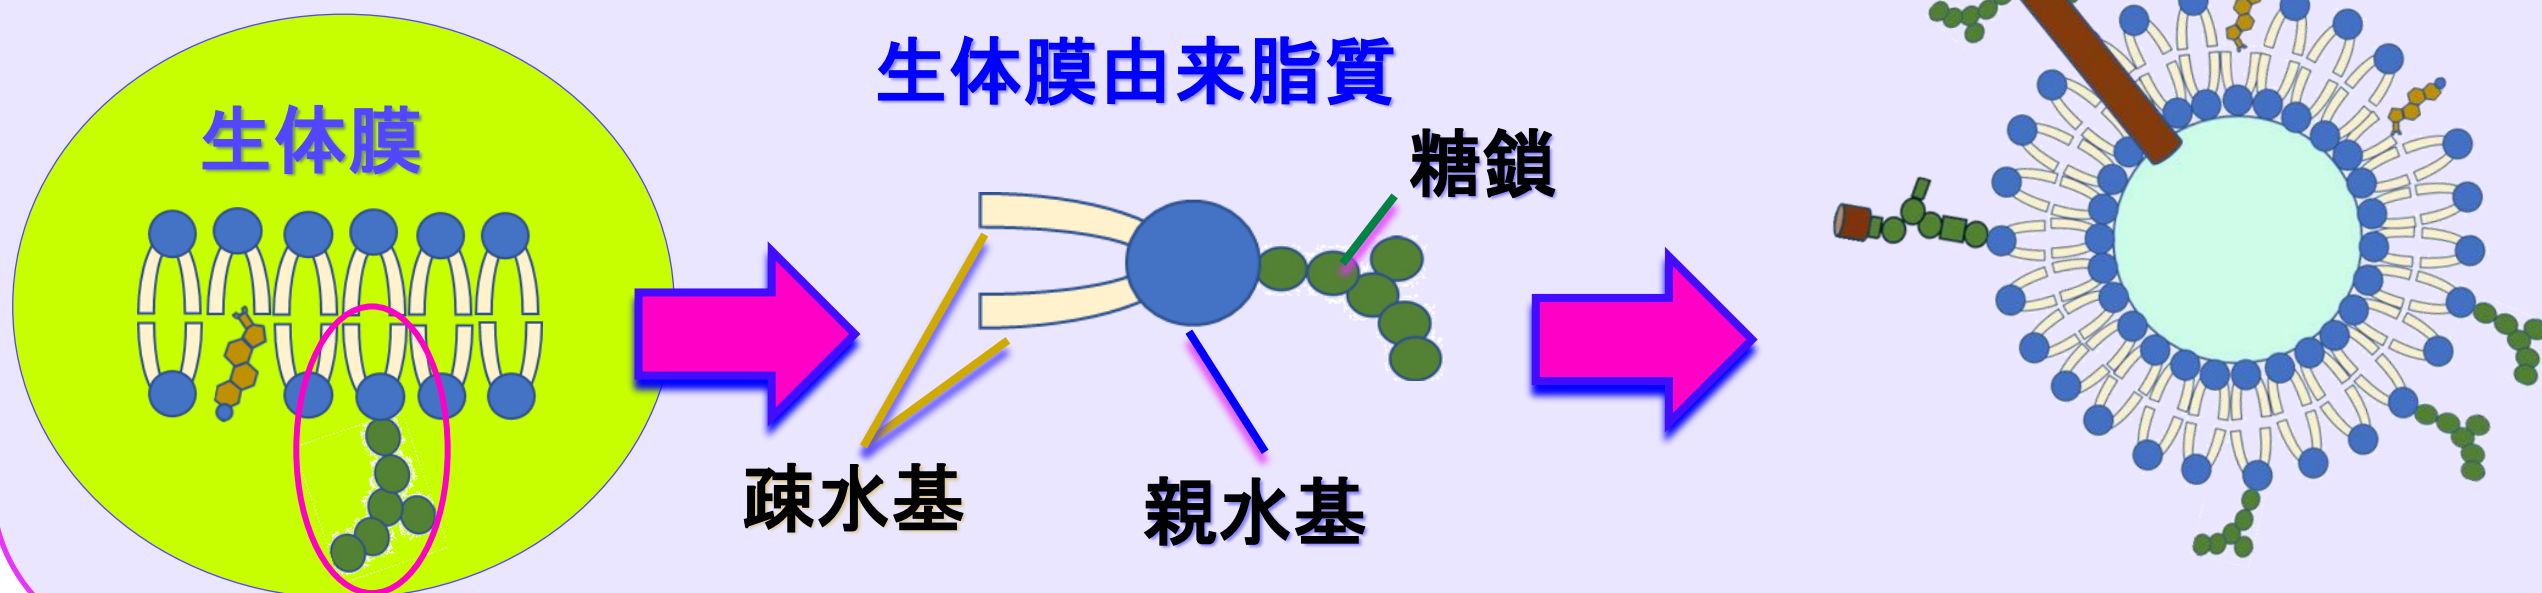 生体膜
生体膜由来脂質
糖鎖
疎水基
親水基